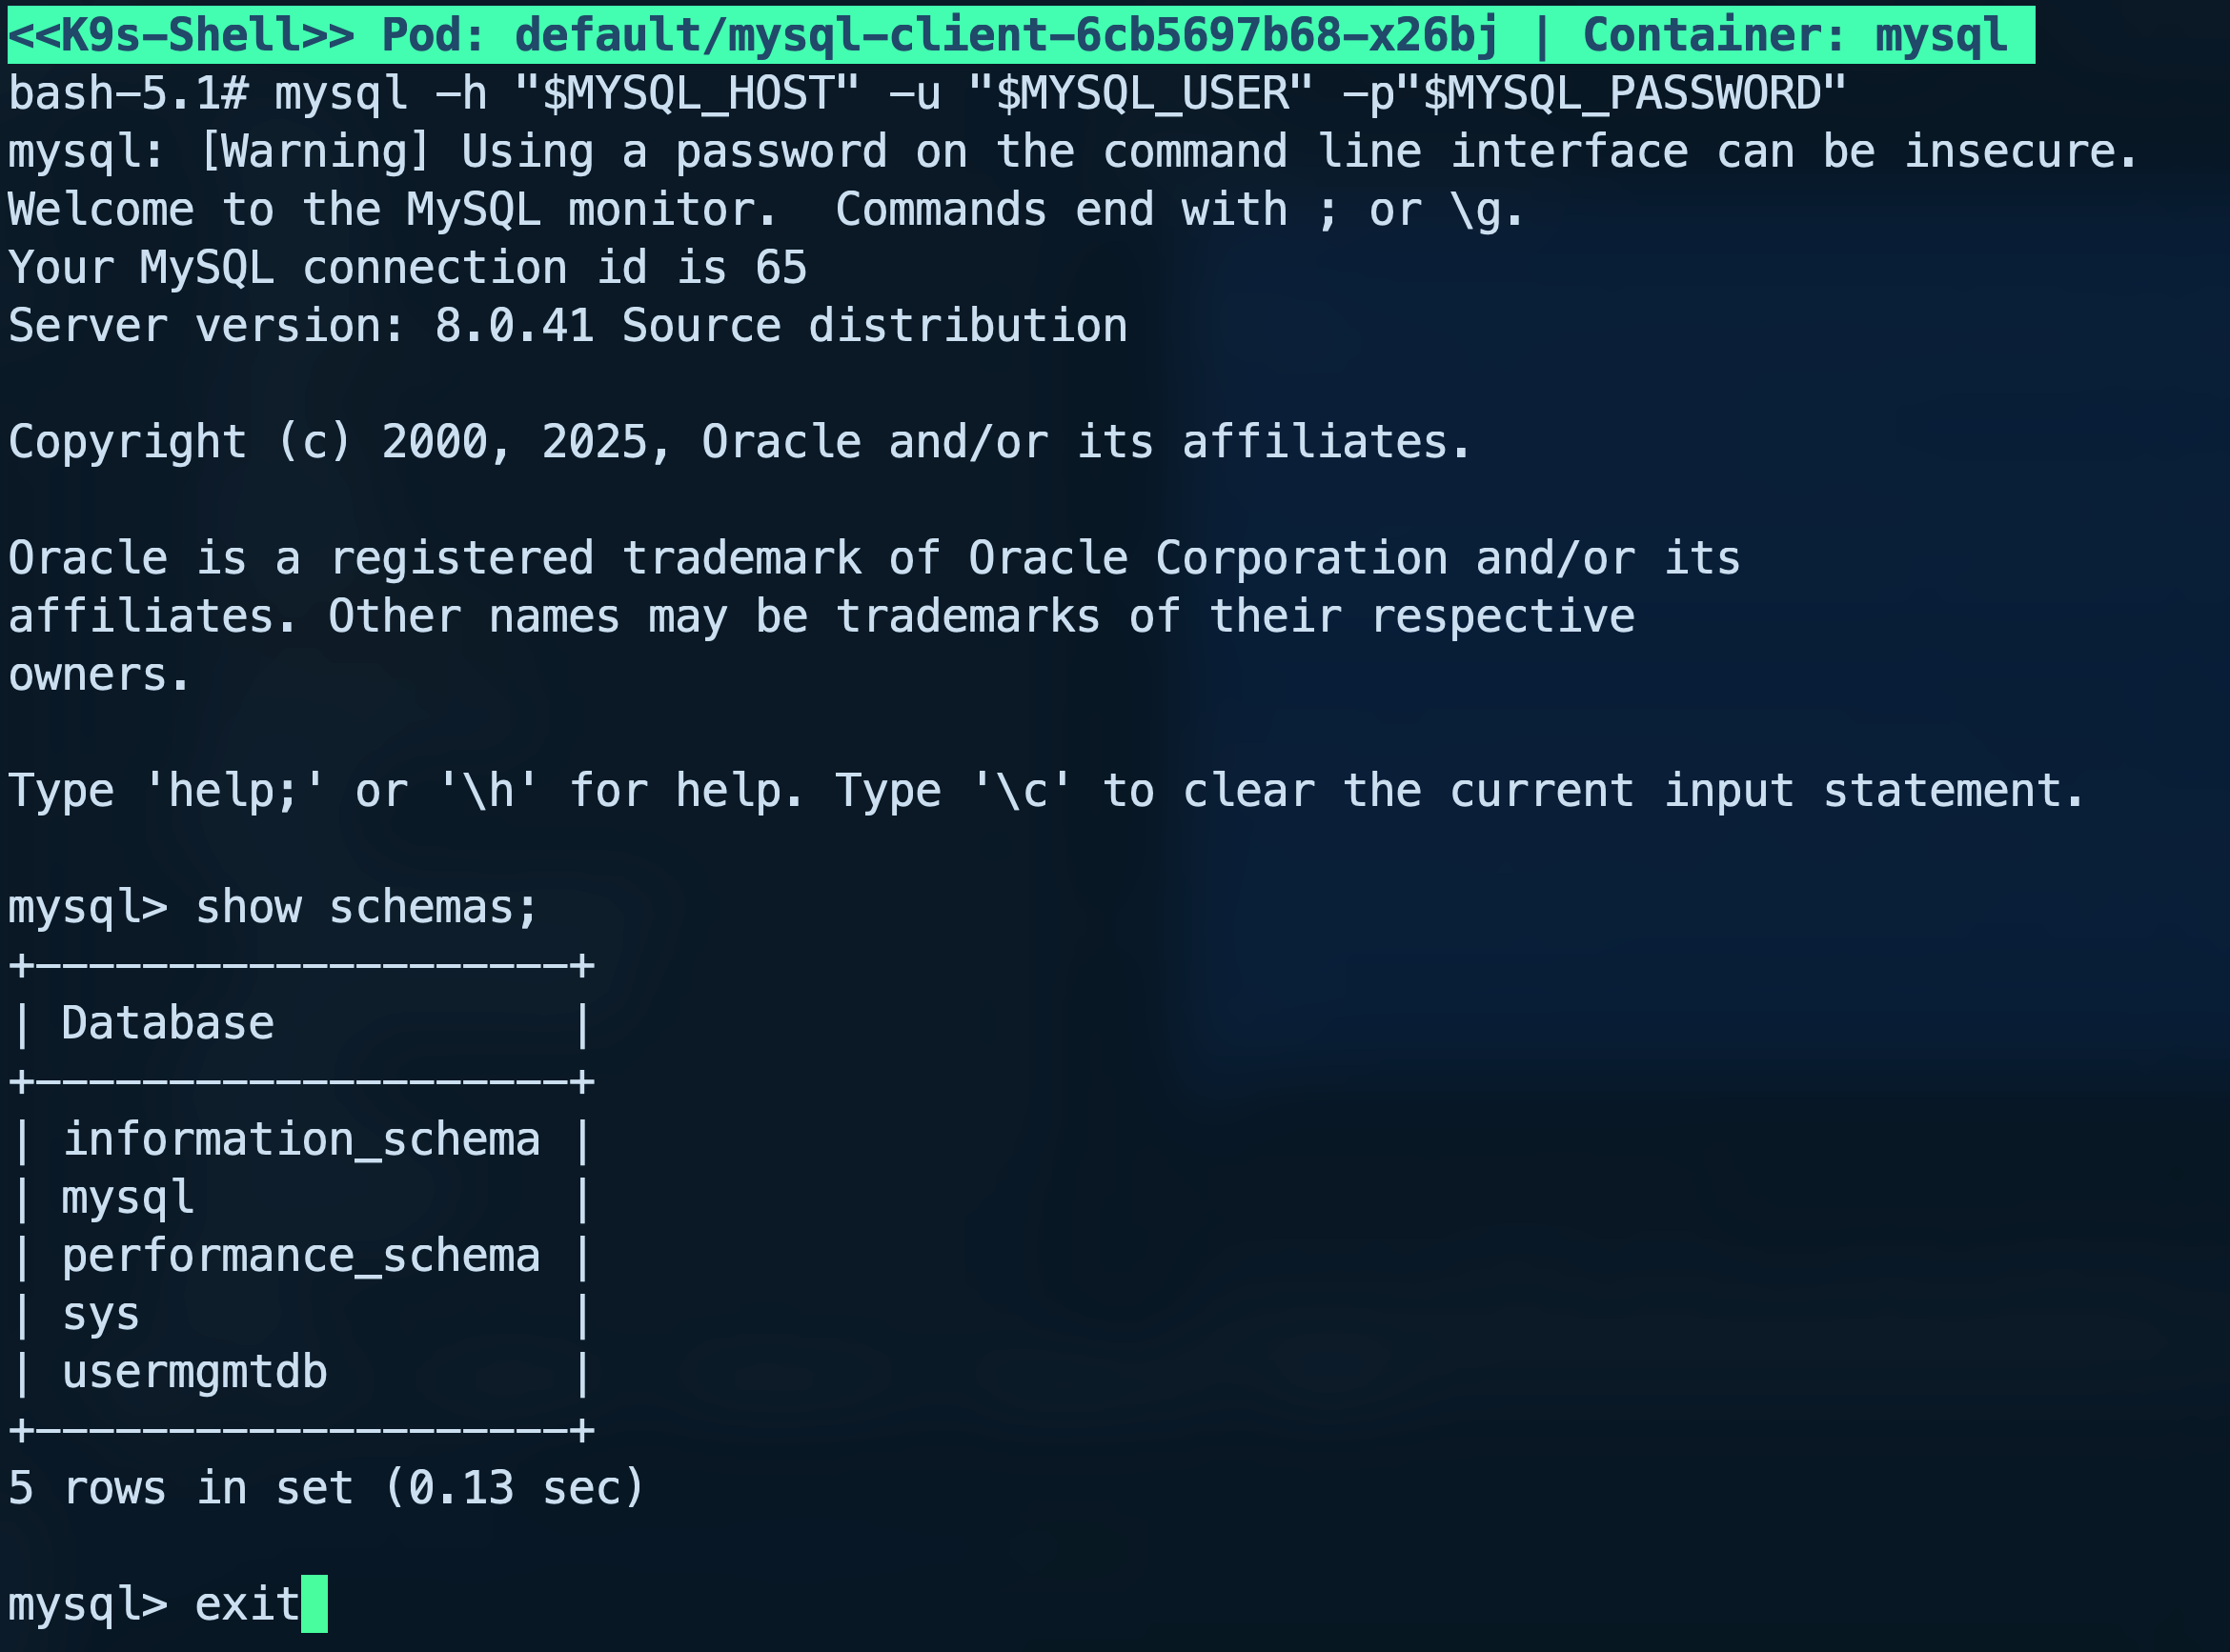 <<K9s-Shell>> Pod: default/mysql-client-6cb5697b68-x26bj | Container: mysql
bash-5.1# mysql -h "$MYSQL_HOST" -u "$MYSQL_USER" -p"$MYSQL_PASSWORD"
mysql: [Warning] Using a password on the command line interface can be insecure.
Welcome to the MySQL monitor.  Commands end with ; or \g.
Your MySQL connection id is 65
Server version: 8.0.41 Source distribution

Copyright (c) 2000, 2025, Oracle and/or its affiliates.

Oracle is a registered trademark of Oracle Corporation and/or its
affiliates. Other names may be trademarks of their respective
owners.

Type 'help;' or '\h' for help. Type '\c' to clear the current input statement.

mysql> show schemas;
+--------------------+
| Database           |
+--------------------+
| information_schema |
| mysql              |
| performance_schema |
| sys                |
| usermgmtdb         |
+--------------------+
5 rows in set (0.13 sec)

mysql> exit